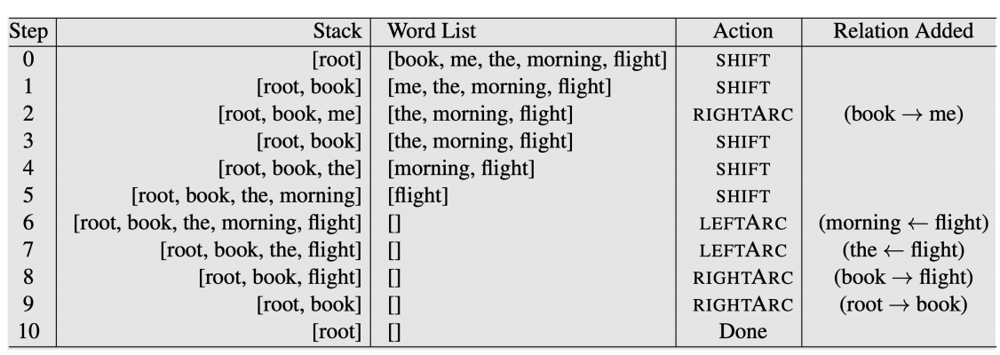 Step Stack Word List Action Relation Added
0 [root] [book, me, the, morning, flight] SHIFT
1 [root, book] [me, the, morning, flight] SHIFT
2 [root, book, me] [the, morning, flight] RIGHTARC (book → me)
3 [root, book] [the, morning, flight] SHIFT
4 [root, book, the] [morning, flight] SHIFT
5 [root, book, the, morning] [flight] SHIFT
6 [root, book, the, morning, flight] [] LEFTARC (morning ← flight)
7 [root, book, the, flight] [] LEFTARC (the ← flight)
8 [root, book, flight] [] RIGHTARC (book → flight)
9 [root, book] [] RIGHTARC (root → book)
10 [root] [] Done